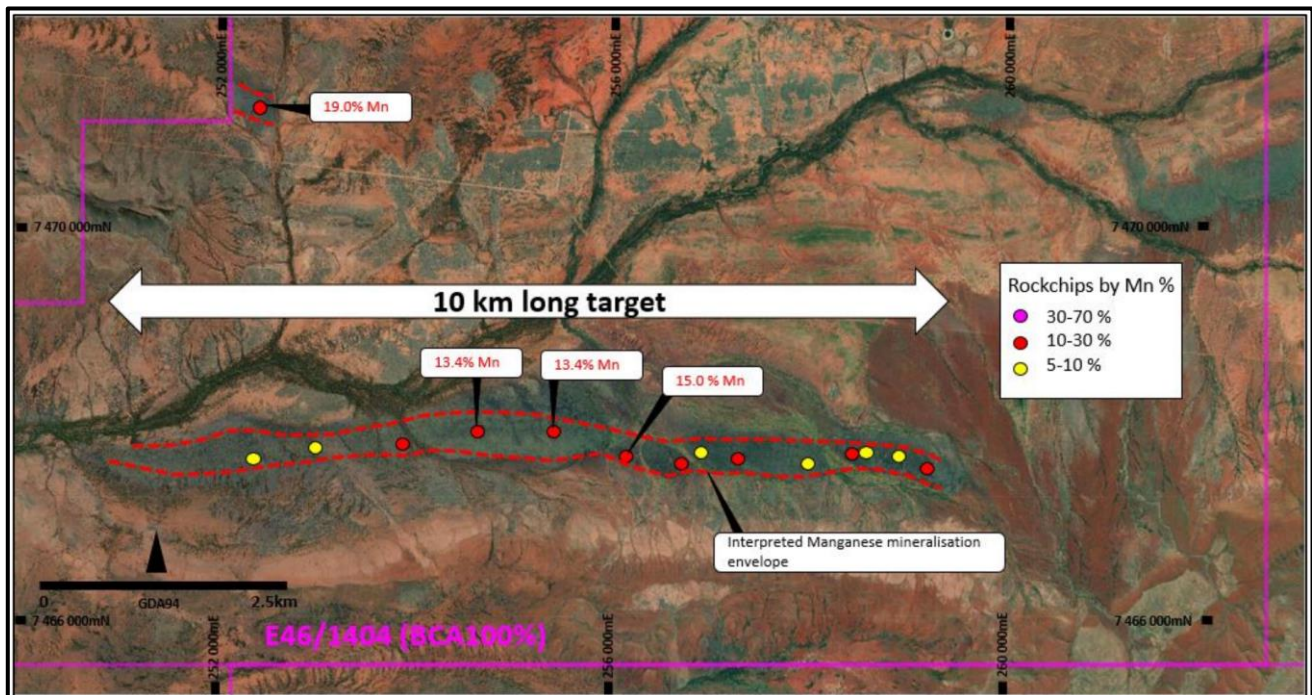 252 000mE
256 000mE
260 000mE
19.0% Mn
7 470 000mN
7 470 000mN
10 km long target
Rockchips by Mn %
30-70 %
10-30 %
5-10 %
13.4% Mn
13.4% Mn
15.0 % Mn
Interpreted Manganese mineralisation
envelope
0
GDA94
2.5km
7 466 000mN
7 466 000mN
E46/1404 (BCA100%)
252 000mE
256 000mE
260 000mE